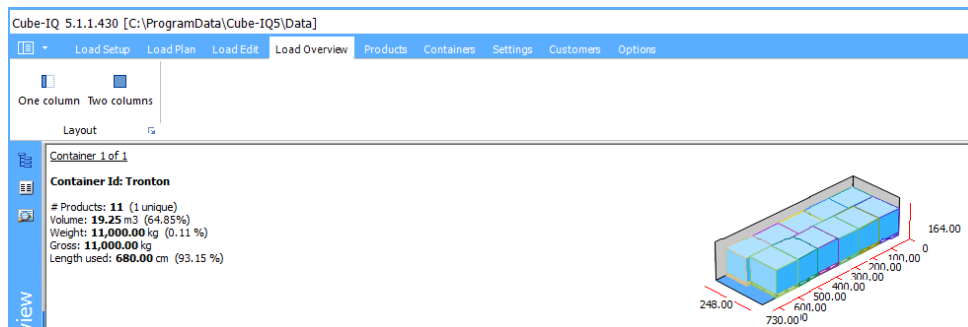 Cube-IQ 5.1.1.430 [C:\ProgramData\Cube-IQ5\Data]
Load Setup Load Plan Load Edit Load Overview Products Containers Settings Customers Options
One column Two columns
Layout
Container 1 of 1
Container Id: Tronton
# Products: 11 (1 unique)
Volume: 19.25 m3 (64.85%)
Weight: 11,000.00 kg (0.11 %)
Gross: 11,000.00 kg
Length used: 680.00 cm (93.15 %)
164.00
0
100.00
200.00
300.00
400.00
500.00
600.00
248.00
730.00